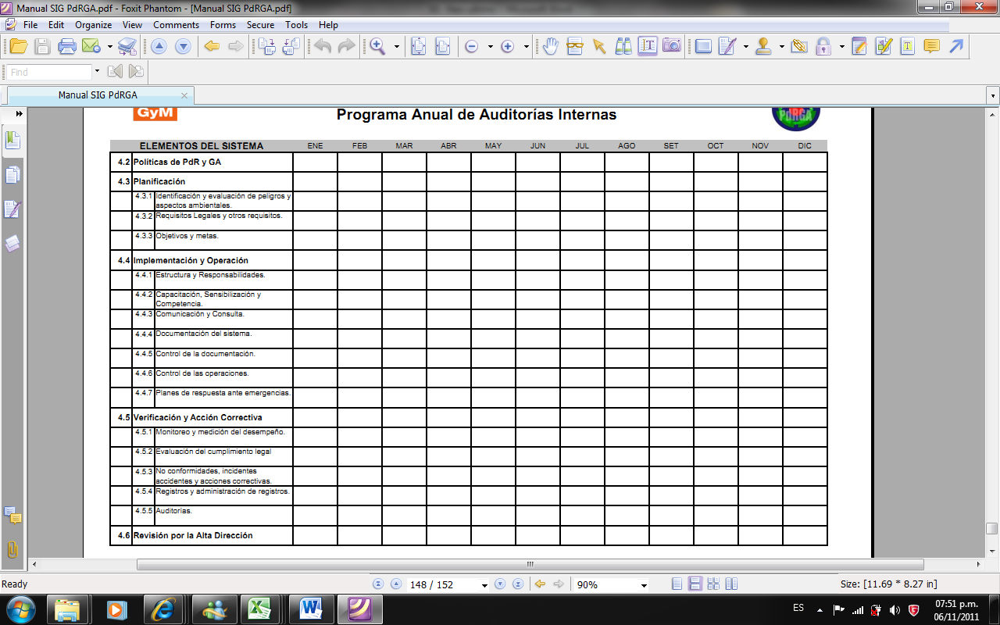 Manual SIG PdRGA.pdf - Foxit Phantom - [Manual SIG PdRGA.pdf]
File Edit Organize View Comments Forms Secure Tools Help
Find
Manual SIG PdRGA
GyM
Programa Anual de Auditorías Internas
PdRGA
ELEMENTOS DEL SISTEMA ENE FEB MAR ABR MAY JUN JUL AGO SET OCT NOV DIC
4.2 Políticas de PdR y GA
4.3 Planificación
4.3.1 Identificación y evaluación de peligros y
aspectos ambientales.
4.3.2 Requisitos Legales y otros requisitos.
4.3.3 Objetivos y metas.
4.4 Implementación y Operación
4.4.1 Estructura y Responsabilidades.
4.4.2 Capacitación, Sensibilización y
Competencia.
4.4.3 Comunicación y Consulta.
4.4.4 Documentación del sistema.
4.4.5 Control de la documentación.
4.4.6 Control de las operaciones.
4.4.7 Planes de respuesta ante emergencias.
4.5 Verificación y Acción Correctiva
4.5.1 Monitoreo y medición del desempeño.
4.5.2 Evaluación del cumplimiento legal
4.5.3 No conformidades, incidentes
accidentes y acciones correctivas.
4.5.4 Registros y administración de registros.
4.5.5 Auditorías.
4.6 Revisión por la Alta Dirección
Ready
148 / 152
90%
Size: [11.69 * 8.27 in]
ES
07:51 p.m.
06/11/2011